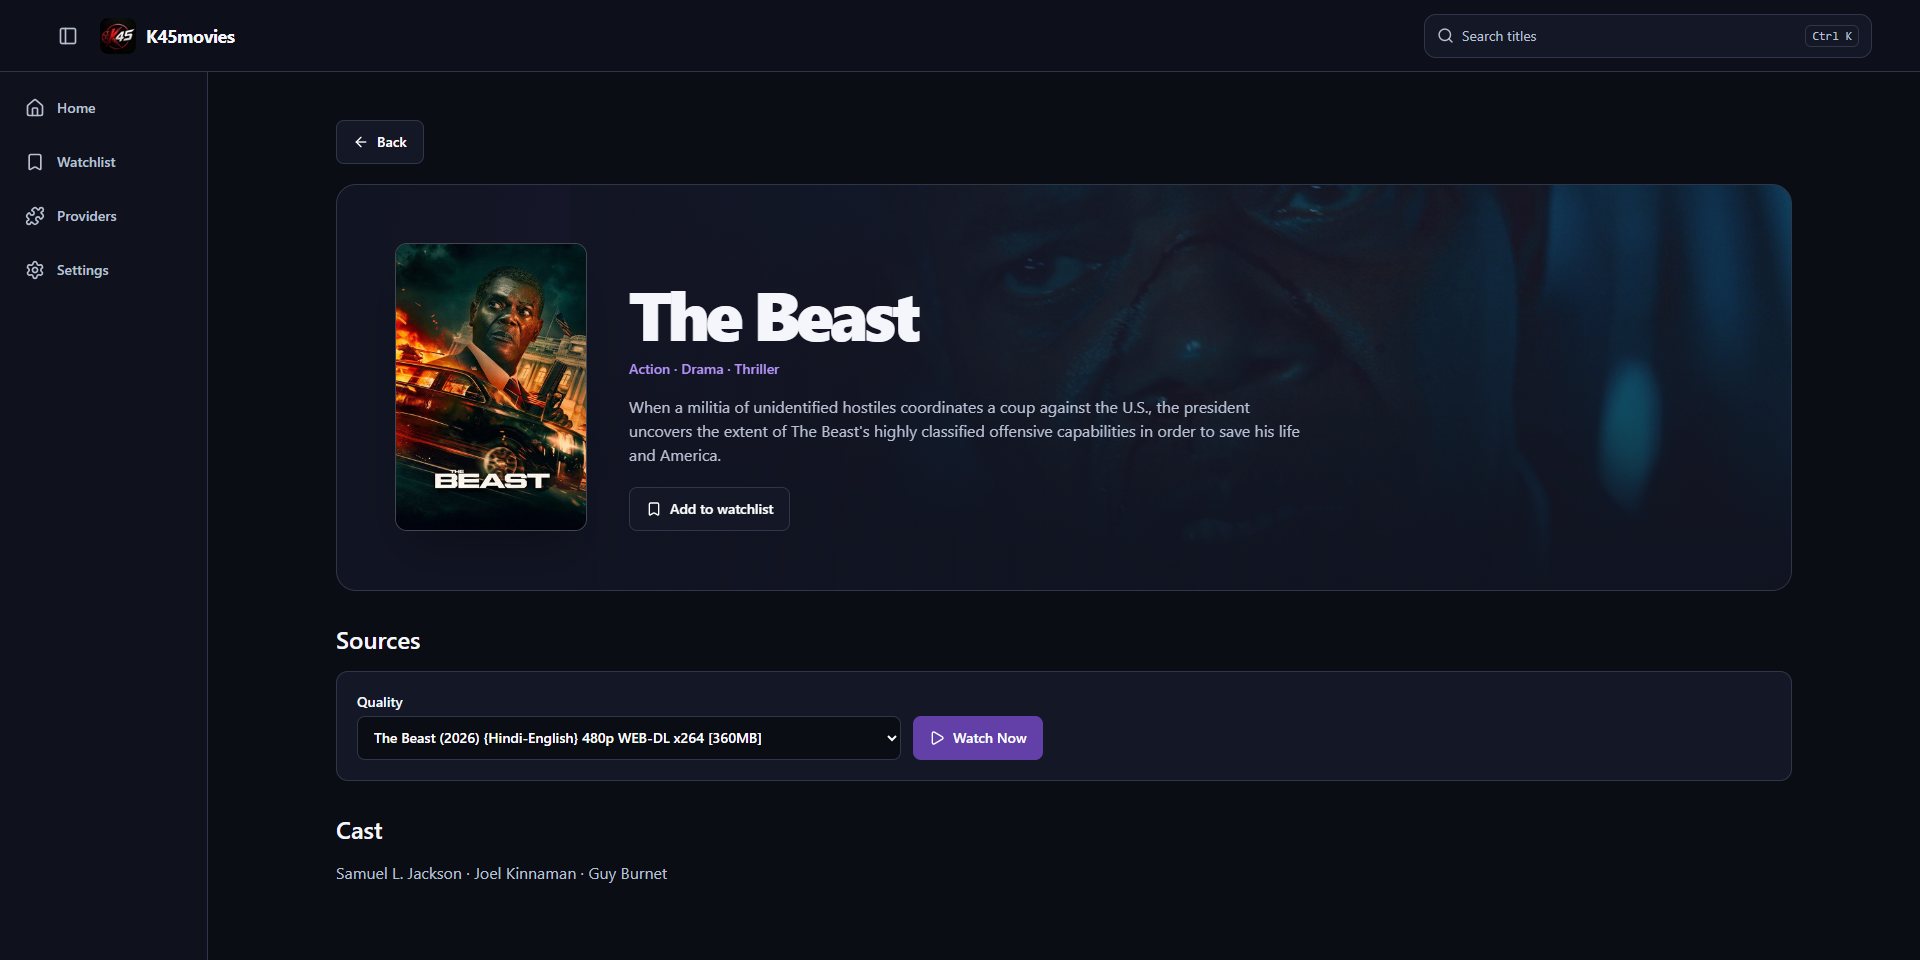 K45
K45movies
Search titles
Ctrl K
Home
Watchlist
Providers
Settings
Back
THE
BEAST
The Beast
Action · Drama · Thriller
When a militia of unidentified hostiles coordinates a coup against the U.S., the president
uncovers the extent of The Beast's highly classified offensive capabilities in order to save his life
and America.
Add to watchlist
Sources
Quality
The Beast (2026) {Hindi-English} 480p WEB-DL x264 [360MB]
Watch Now
Cast
Samuel L. Jackson · Joel Kinnaman · Guy Burnet